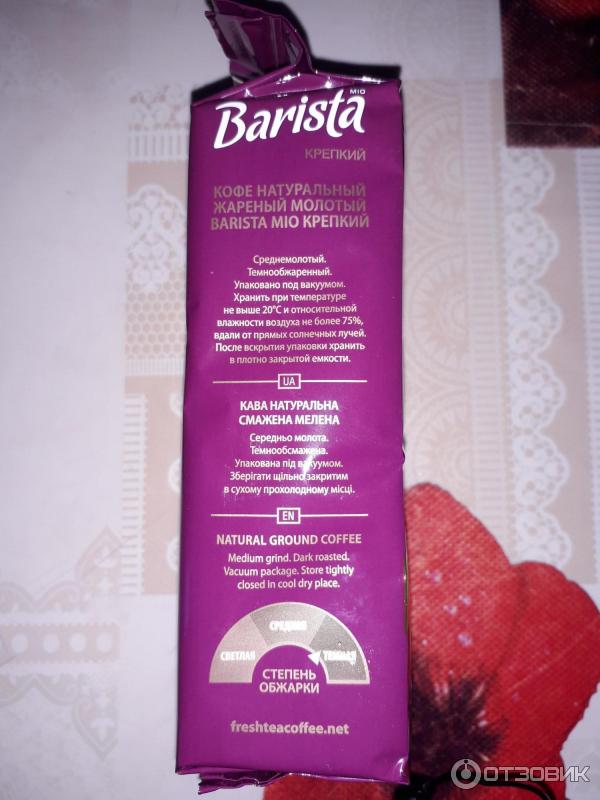 MIO
Barista
КРЕПКИЙ
КОФЕ НАТУРАЛЬНЫЙ
ЖАРЕНЫЙ МОЛОТЫЙ
BARISTA MIO КРЕПКИЙ
Среднемолотый.
Темнообжаренный.
Упаковано под вакуумом.
Хранить при температуре
не выше 20°С и относительной
влажности воздуха не более 75%,
вдали от прямых солнечных лучей.
После вскрытия упаковки хранить
в плотно закрытой емкости.
UA
КАВА НАТУРАЛЬНА
СМАЖЕНА МЕЛЕНА
Середньо молота.
Темнообсмажена.
Упакована під вакуумом.
Зберігати щільно закритим
в сухому прохолодному місці.
EN
NATURAL GROUND COFFEE
Medium grind. Dark roasted.
Vacuum package. Store tightly
closed in cool dry place.
СРЕДНЯЯ
СВЕТЛАЯ ТЕМНАЯ
СТЕПЕНЬ
ОБЖАРКИ
freshteacoffee.net
ОТЗОВИК